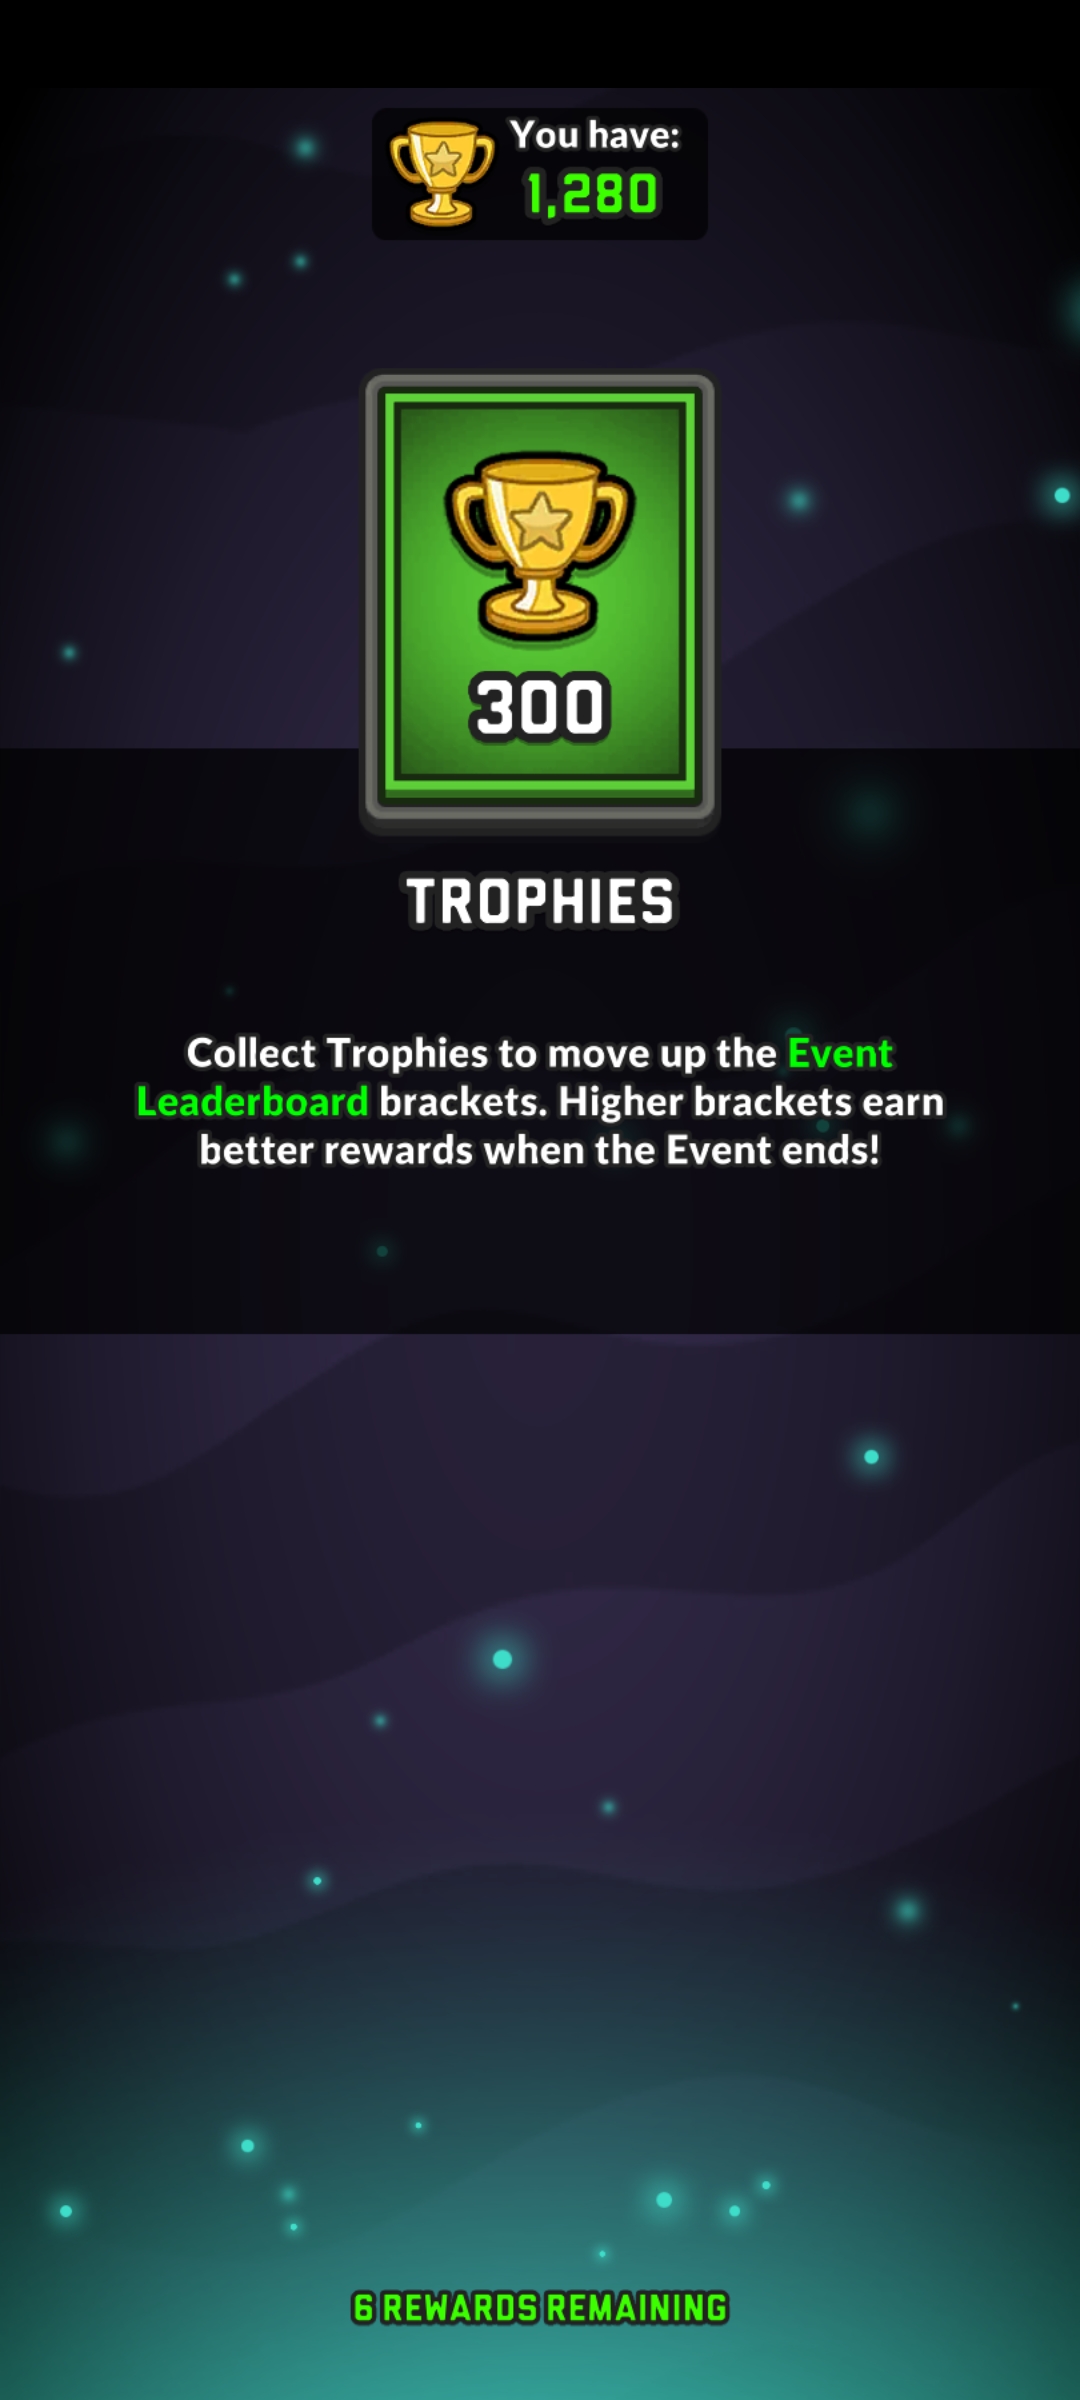 You have:
1,280
300
TROPHIES
Collect Trophies to move up the Event
Leaderboard brackets. Higher brackets earn
better rewards when the Event ends!
6 REWARDS REMAINING